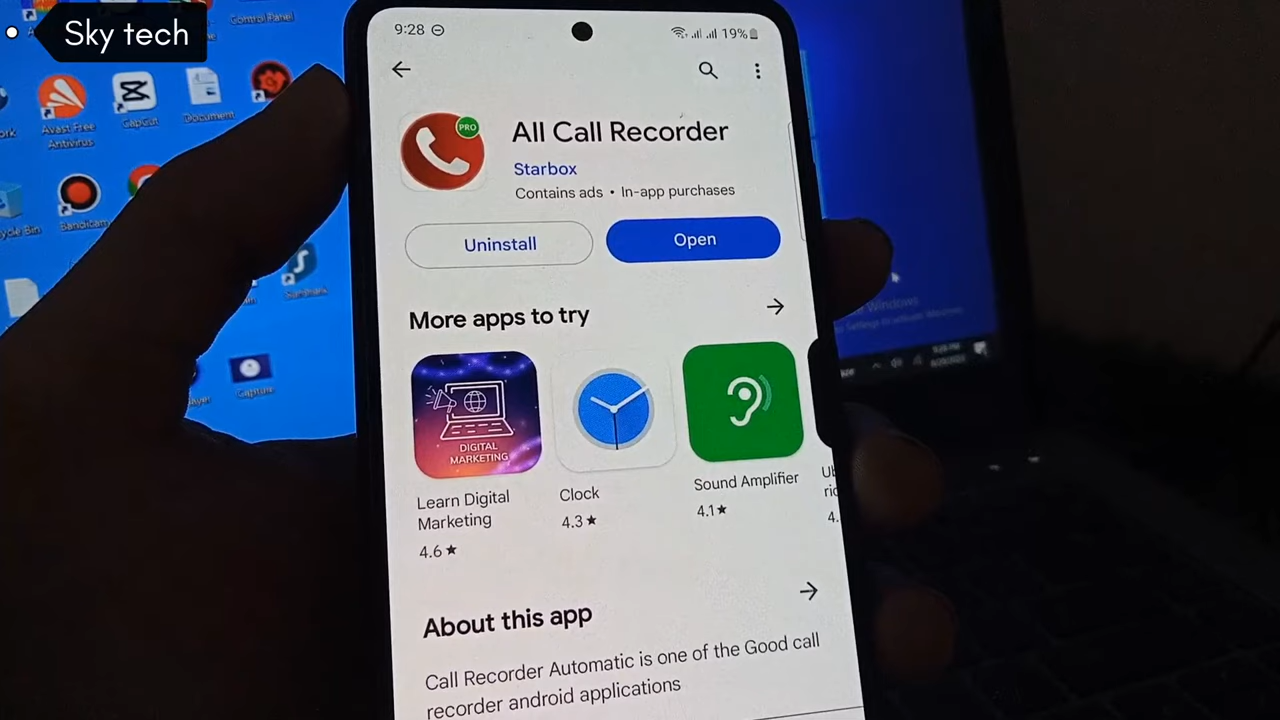 Sky tech
Control Panel
Avast Free
Antivirus
CapCut
Document
Bandicam
9:28
19%
PRO
All Call Recorder
Starbox
Contains ads • In-app purchases
Uninstall
Open
More apps to try
DIGITAL
MARKETING
Learn Digital
Marketing
4.6 ★
Clock
4.3 ★
Sound Amplifier
4.1 ★
About this app
Call Recorder Automatic is one of the Good call
recorder android applications